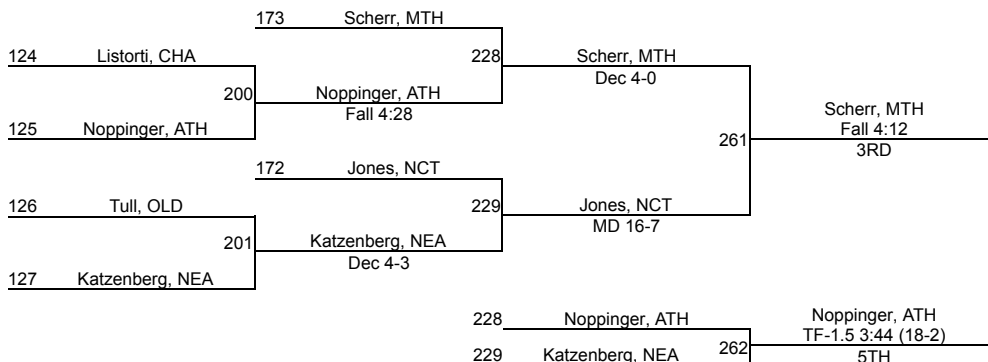 173 Scherr, MTH
124 Listorti, CHA
228 Scherr, MTH
Dec 4-0
200 Noppinger, ATH
Fall 4:28
125 Noppinger, ATH
Scherr, MTH
261 Fall 4:12
3RD
172 Jones, NCT
126 Tull, OLD
229 Jones, NCT
MD 16-7
201 Katzenberg, NEA
Dec 4-3
127 Katzenberg, NEA
228 Noppinger, ATH
Noppinger, ATH
TF-1.5 3:44 (18-2)
262
229 Katzenberg, NEA
5TH